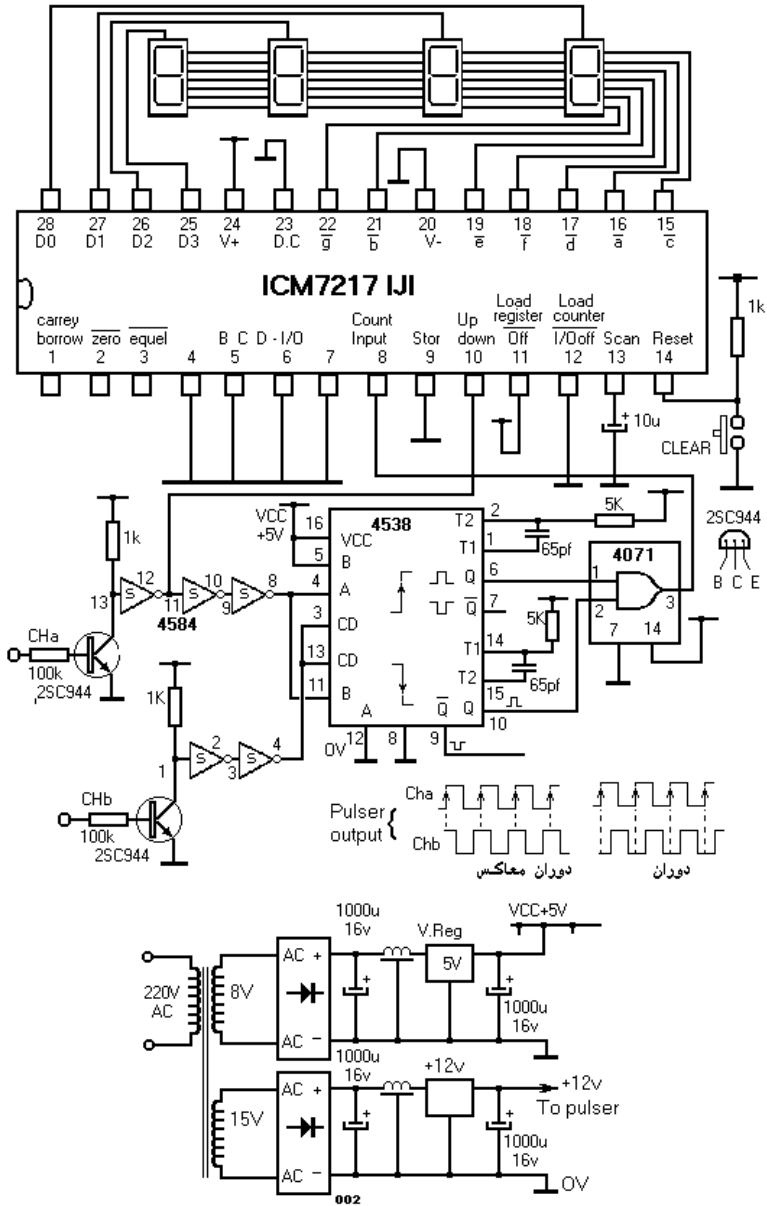 28 27 26 25 24 23 22 21 20 19 18 17 16 15
D0 D1 D2 D3 V+ D.C g b V- e f d a c
ICM7217 IJI
carrey
borrow
zero
equel
B C D - I/O
Count
Input
Stor
Up
down
Load
register
Off
Load
counter
I/Ooff
Scan
Reset
1 2 3 4 5 6 7 8 9 10 11 12 13 14
1k
+
10u
CLEAR
2SC944
B C E
1k
13
S
12
11
S
10
9
S
8
4584
CHa
100k
2SC944
1K
1
S
2
3
S
4
CHb
100k
2SC944
VCC
+5V
16
5
4
3
13
11
4538
VCC
B
A
CD
CD
B
A
T2
T1
Q
Q
T1
T2
Q
Q
2
1
6
7
14
15
10
0V
12
8
9
5K
65pf
5K
65pf
4071
1
2
3
7
14
Pulser
output
Cha
Chb
دوران معاکس
دوران
220V
AC
8V
AC +
AC −
1000u
16v
+
V.Reg
5V
+
1000u
16v
VCC+5V
15V
AC +
AC −
1000u
16v
+
+12v
+
1000u
16v
+12v
To pulser
0V
002